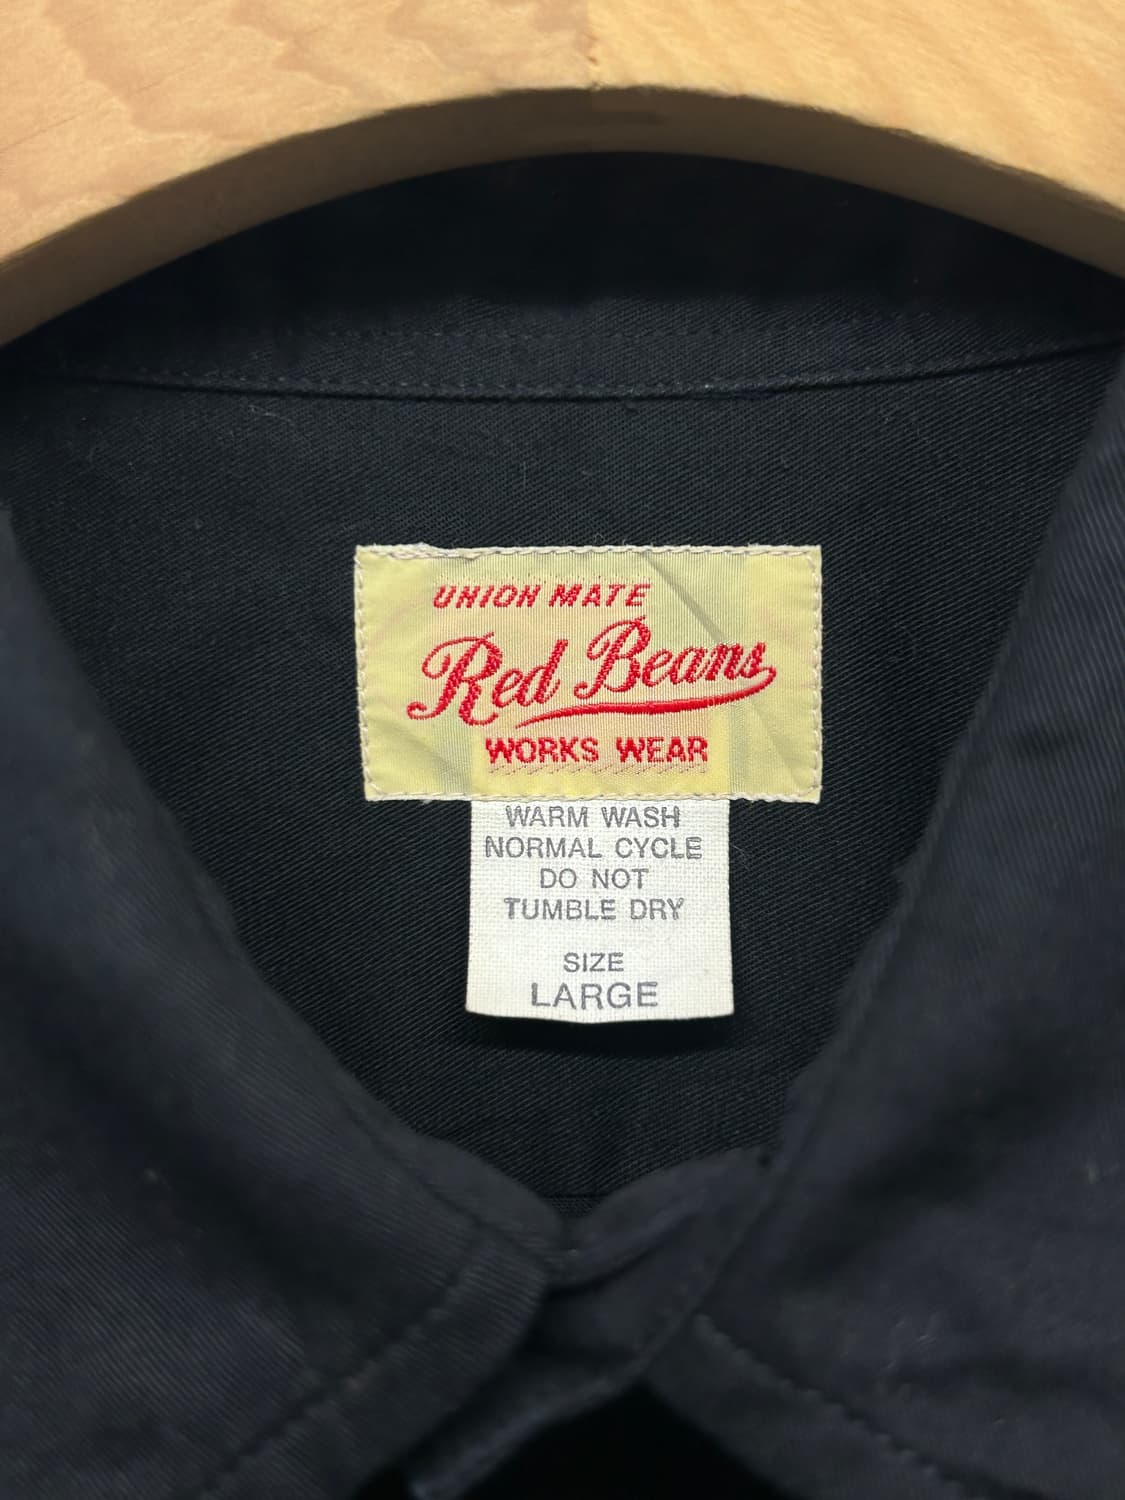 UNION MATE
Red Beans
WORKS WEAR
WARM WASH
NORMAL CYCLE
DO NOT
TUMBLE DRY
SIZE
LARGE